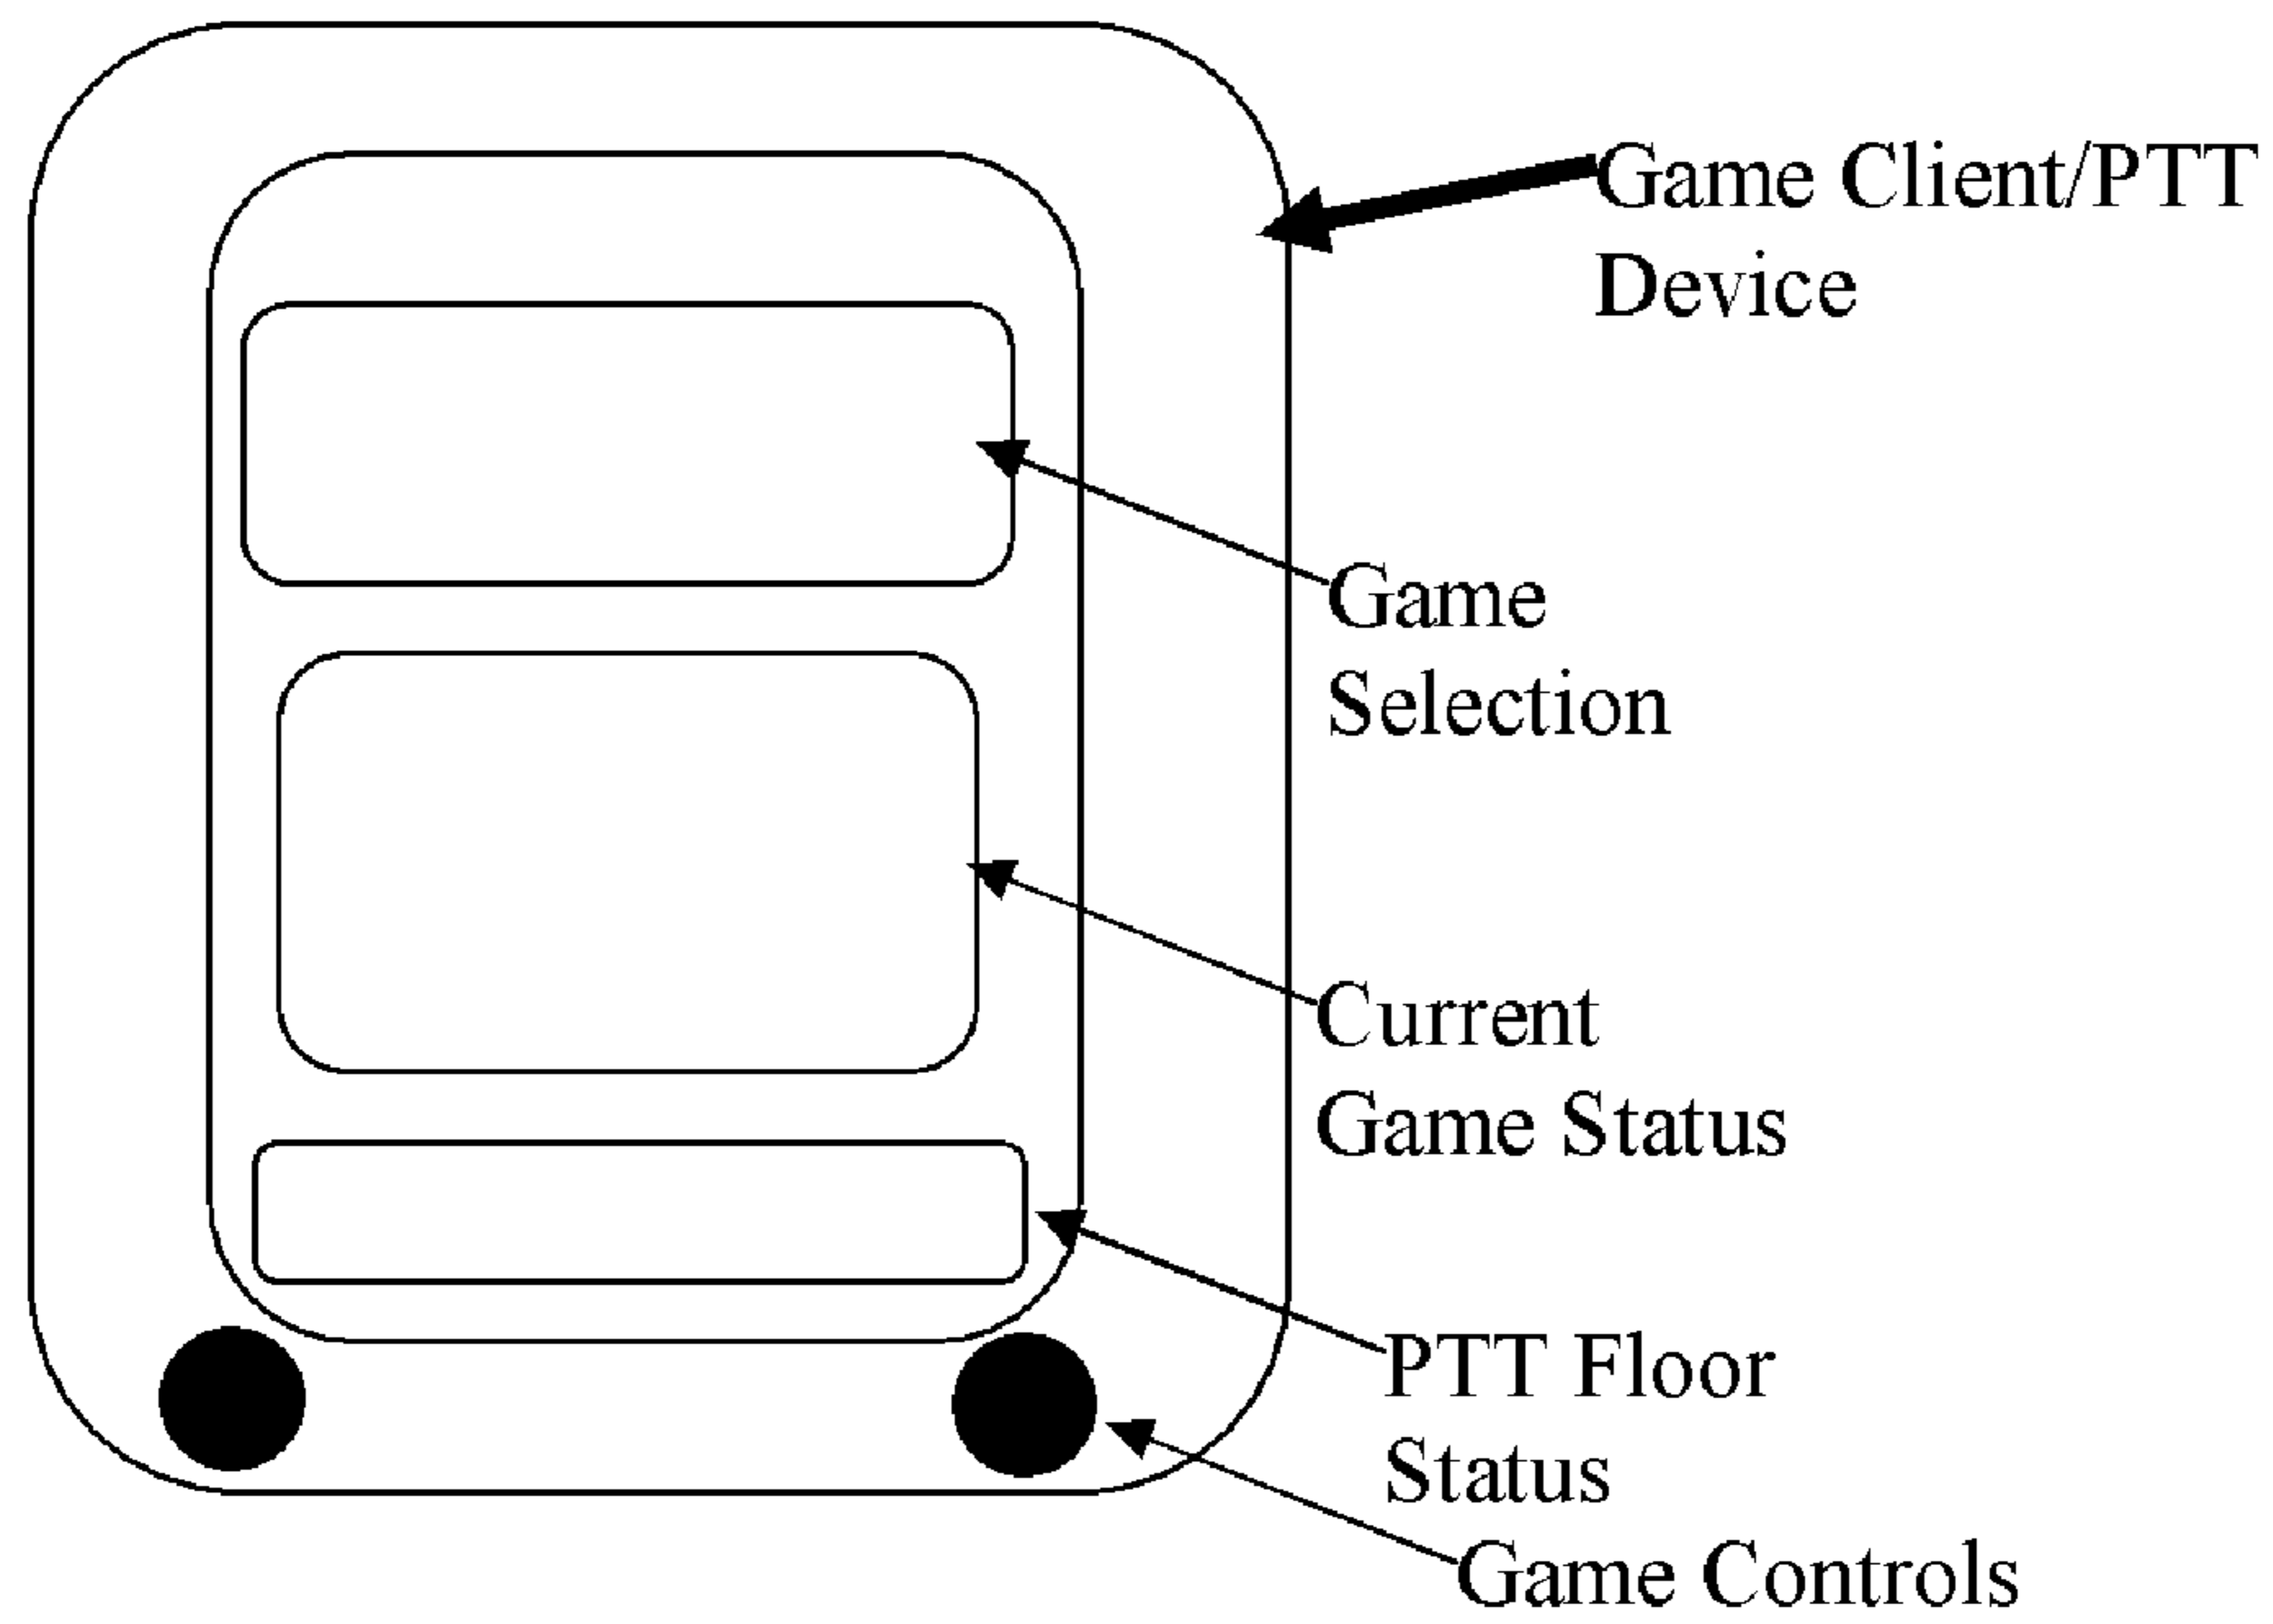 Game Client/PTT
Device
Game
Selection
Current
Game Status
PTT Floor
Status
Game Controls